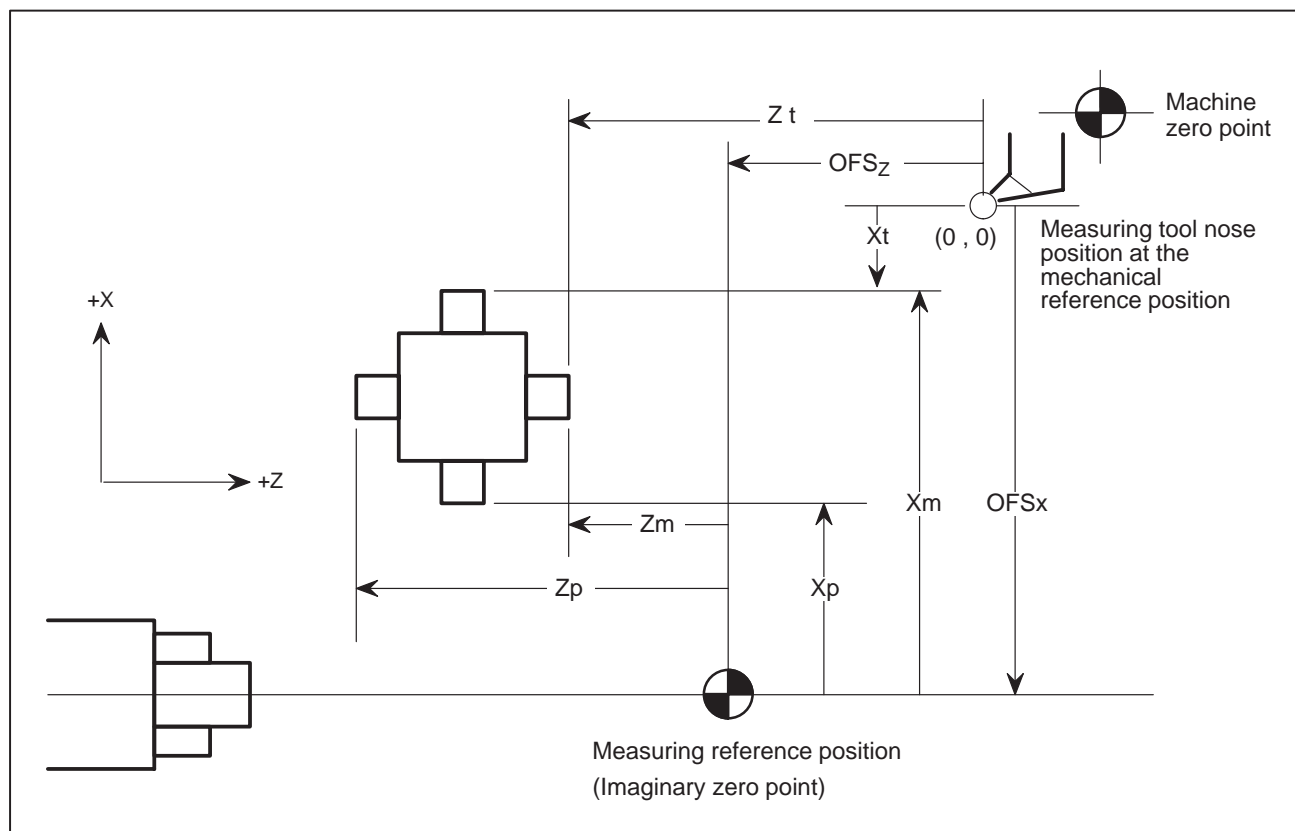 Machine
zero point
Z t
OFSZ
Xt
(0 , 0)
Measuring tool nose
position at the
mechanical
reference position
+X
+Z
Xm
OFSx
Zm
Zp
Xp
Measuring reference position
(Imaginary zero point)